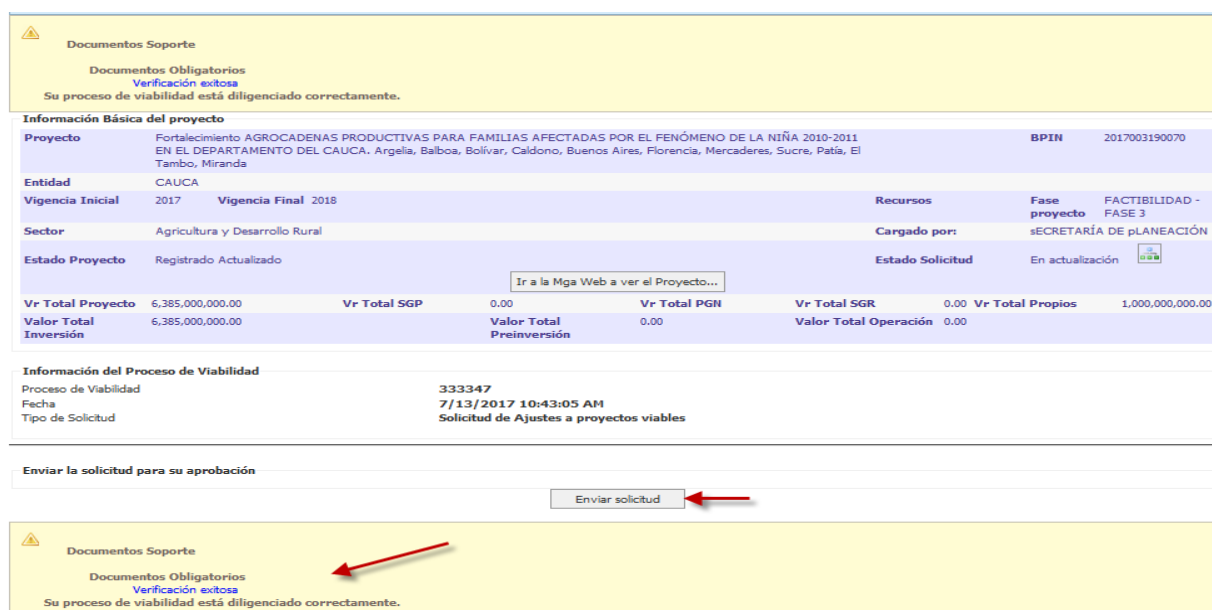 Documentos Soporte
Documentos Obligatorios
Verificación exitosa
Su proceso de viabilidad está diligenciado correctamente.
Información Básica del proyecto
Proyecto Fortalecimiento AGROCADENAS PRODUCTIVAS PARA FAMILIAS AFECTADAS POR EL FENÓMENO DE LA NIÑA 2010-2011 BPIN 2017003190070
EN EL DEPARTAMENTO DEL CAUCA. Argelia, Balboa, Bolívar, Caldono, Buenos Aires, Florencia, Mercaderes, Sucre, Patía, El
Tambo, Miranda
Entidad CAUCA
Vigencia Inicial 2017 Vigencia Final 2018 Recursos Fase FACTIBILIDAD -
proyecto FASE 3
Sector Agricultura y Desarrollo Rural Cargado por: sECRETARÍA DE pLANEACIÓN
Estado Proyecto Registrado Actualizado Estado Solicitud En actualización
Ir a la Mga Web a ver el Proyecto...
Vr Total Proyecto 6,385,000,000.00 Vr Total SGP 0.00 Vr Total PGN Vr Total SGR 0.00 Vr Total Propios 1,000,000,000.00
Valor Total 6,385,000,000.00 Valor Total 0.00 Valor Total Operación 0.00
Inversión Preinversión
Información del Proceso de Viabilidad
Proceso de Viabilidad 333347
Fecha 7/13/2017 10:43:05 AM
Tipo de Solicitud Solicitud de Ajustes a proyectos viables
Enviar la solicitud para su aprobación
Enviar solicitud
Documentos Soporte
Documentos Obligatorios
Verificación exitosa
Su proceso de viabilidad está diligenciado correctamente.